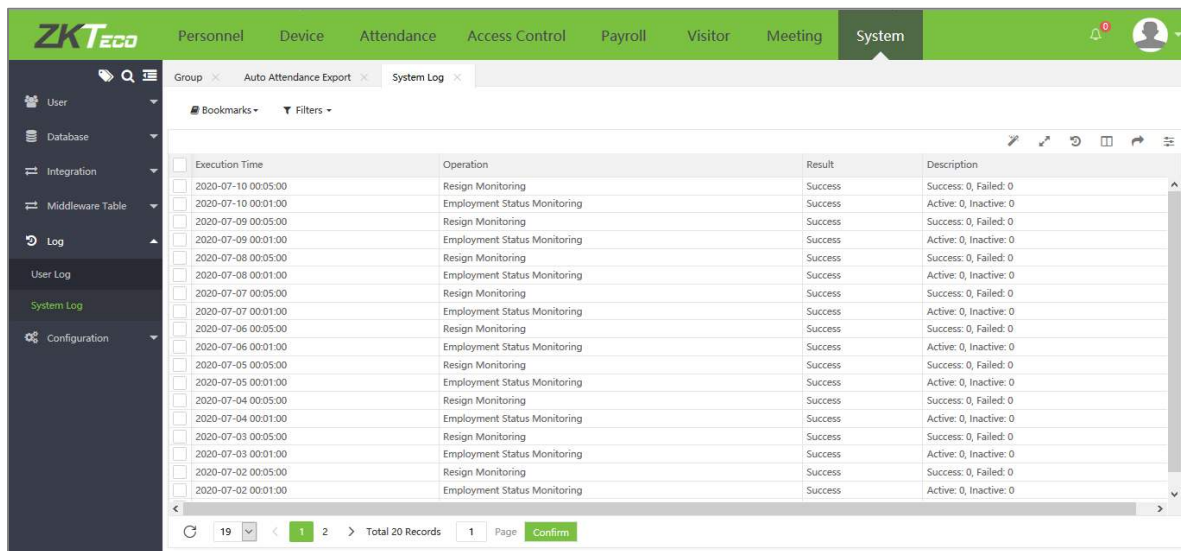 ZKTeco
Personnel Device Attendance Access Control Payroll Visitor Meeting System 0
Group Auto Attendance Export System Log
User
Bookmarks Filters
Database
Execution Time Operation Result Description
Integration
2020-07-10 00:05:00 Resign Monitoring Success Success: 0, Failed: 0
2020-07-10 00:01:00 Employment Status Monitoring Success Active: 0, Inactive: 0
Middleware Table
2020-07-09 00:05:00 Resign Monitoring Success Success: 0, Failed: 0
2020-07-09 00:01:00 Employment Status Monitoring Success Active: 0, Inactive: 0
Log
2020-07-08 00:05:00 Resign Monitoring Success Success: 0, Failed: 0
User Log
2020-07-08 00:01:00 Employment Status Monitoring Success Active: 0, Inactive: 0
2020-07-07 00:05:00 Resign Monitoring Success Success: 0, Failed: 0
System Log
2020-07-07 00:01:00 Employment Status Monitoring Success Active: 0, Inactive: 0
2020-07-06 00:05:00 Resign Monitoring Success Success: 0, Failed: 0
Configuration
2020-07-06 00:01:00 Employment Status Monitoring Success Active: 0, Inactive: 0
2020-07-05 00:05:00 Resign Monitoring Success Success: 0, Failed: 0
2020-07-05 00:01:00 Employment Status Monitoring Success Active: 0, Inactive: 0
2020-07-04 00:05:00 Resign Monitoring Success Success: 0, Failed: 0
2020-07-04 00:01:00 Employment Status Monitoring Success Active: 0, Inactive: 0
2020-07-03 00:05:00 Resign Monitoring Success Success: 0, Failed: 0
2020-07-03 00:01:00 Employment Status Monitoring Success Active: 0, Inactive: 0
2020-07-02 00:05:00 Resign Monitoring Success Success: 0, Failed: 0
2020-07-02 00:01:00 Employment Status Monitoring Success Active: 0, Inactive: 0
19 1 2 Total 20 Records 1 Page Confirm